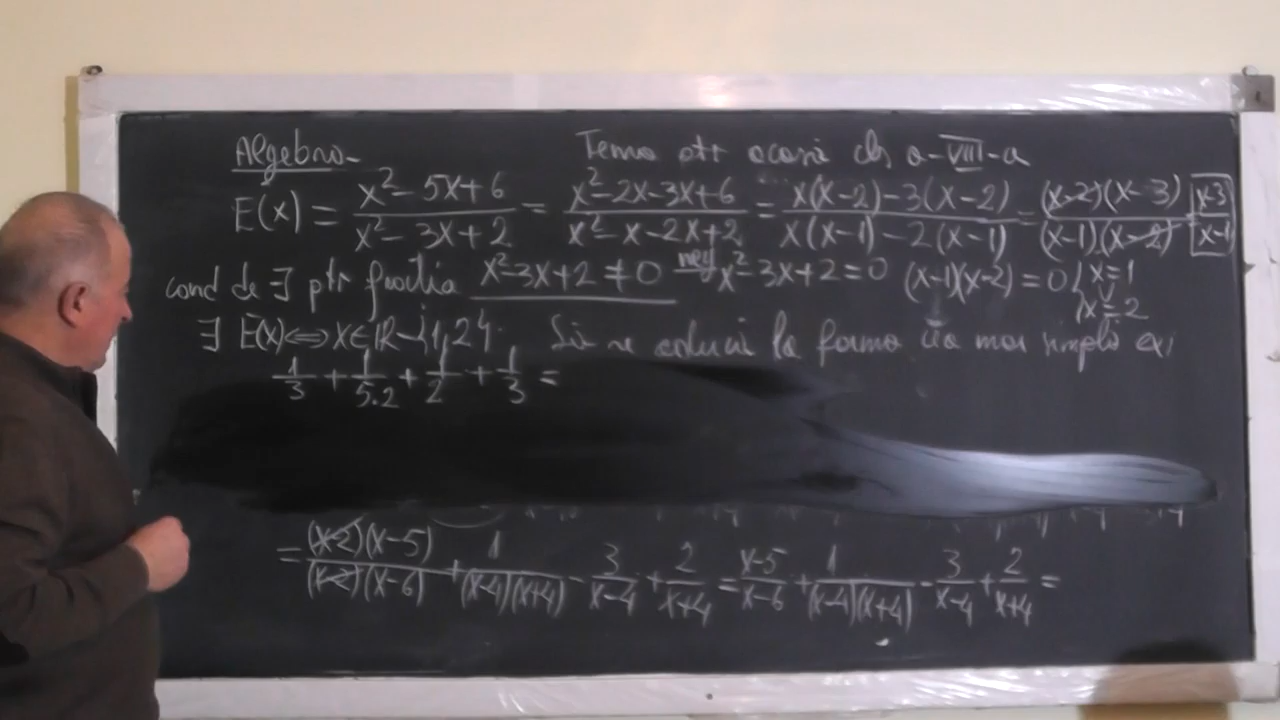 Algebra
Tema ptr acasă cls a-VIII-a
E(x) = x²-5x+6 / x²-3x+2 = x²-2x-3x+6 / x²-x-2x+2 = x(x-2)-3(x-2) / x(x-1)-2(x-1) = (x-2)(x-3) / (x-1)(x-2) = x-3 / x-1
cond de ∃ ptr fracția x²-3x+2≠0 neg x²-3x+2=0 (x-1)(x-2)=0 x=1
x=2
∃ E(x)⇔x∈R-{1,2} Să se aducă la forma cea mai simplă ex.
1/3 + 1/5.2 + 1/2 + 1/3 =
= (x-2)(x-5) / (x-2)(x-6) + 1 / (x-4)(x+4) - 3 / x-4 + 2 / x+4 = x-5 / x-6 + 1 / (x-4)(x+4) - 3 / x-4 + 2 / x+4 =